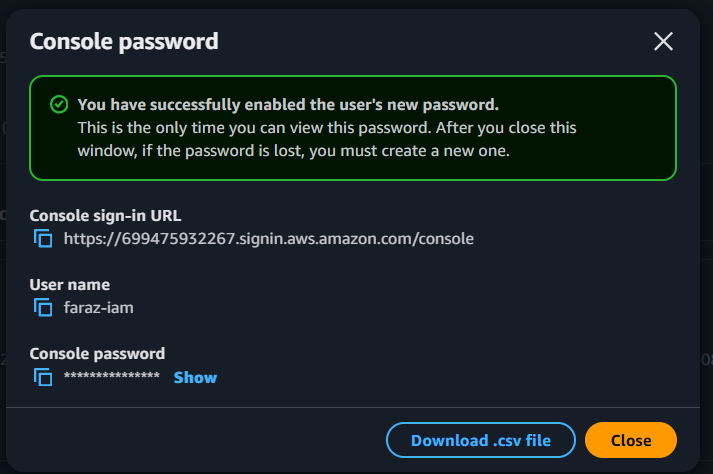 Console password
You have successfully enabled the user's new password.
This is the only time you can view this password. After you close this
window, if the password is lost, you must create a new one.
Console sign-in URL
https://699475932267.signin.aws.amazon.com/console
User name
faraz-iam
Console password
*************** Show
Download .csv file Close